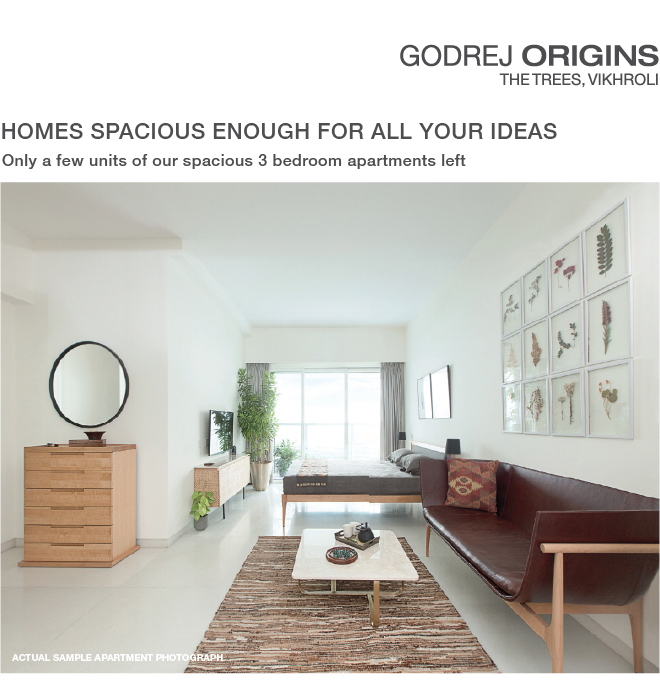 GODREJ ORIGINS
THE TREES, VIKHROLI
HOMES SPACIOUS ENOUGH FOR ALL YOUR IDEAS
Only a few units of our spacious 3 bedroom apartments left
ACTUAL SAMPLE APARTMENT PHOTOGRAPH